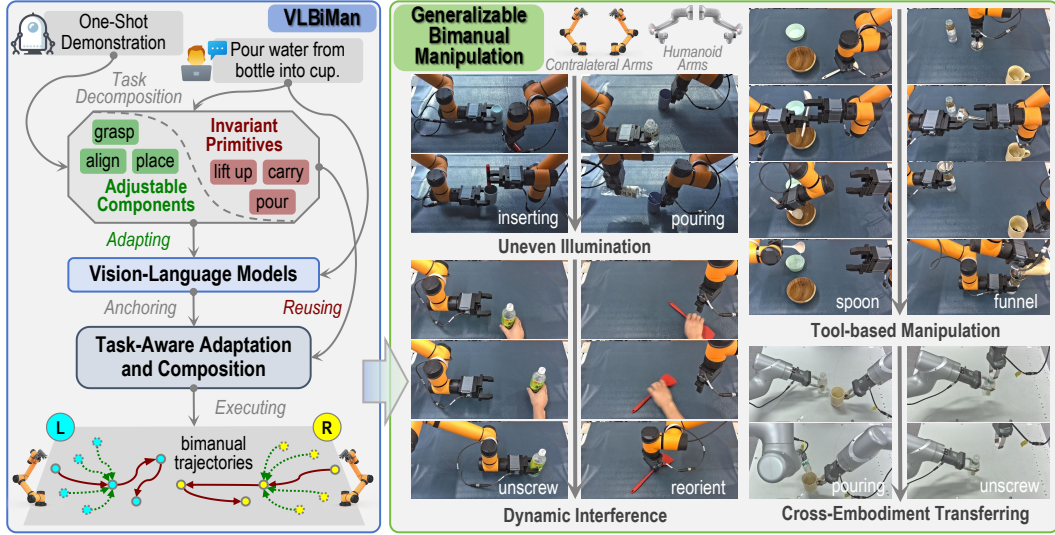 VLBiMan
One-Shot
Demonstration
Pour water from
bottle into cup.
Task
Decomposition
grasp
align
place
Adjustable
Components
Invariant
Primitives
lift up
carry
pour
Adapting
Vision-Language Models
Anchoring
Reusing
Task-Aware Adaptation
and Composition
Executing
L
R
bimanual
trajectories
Generalizable
Bimanual
Manipulation
Contralateral Arms
Humanoid
Arms
inserting
pouring
Uneven Illumination
unscrew
reorient
Dynamic Interference
spoon
funnel
Tool-based Manipulation
pouring
unscrew
Cross-Embodiment Transferring